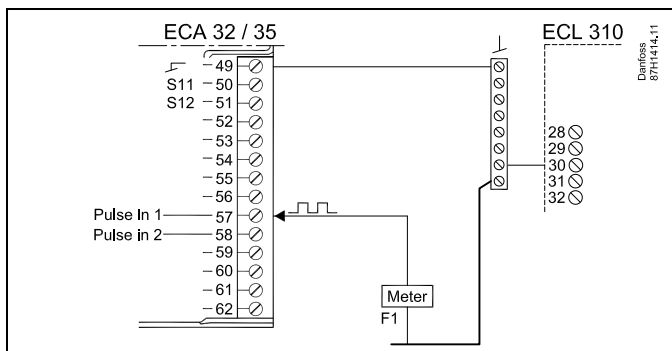 ECA 32 / 35
ECL 310
Danfoss
87H1414.11
49
S11 50
S12 51
52
53
54
55
56
Pulse In 1 57
Pulse in 2 58
59
60
61
62
28
29
30
31
32
Meter
F1